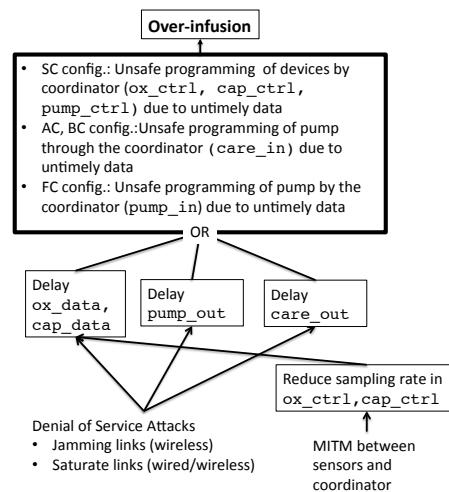 Over-infusion
• SC config.: Unsafe programming of devices by
coordinator (ox_ctrl, cap_ctrl,
pump_ctrl) due to untimely data
• AC, BC config.:Unsafe programming of pump
through the coordinator (care_in) due to
untimely data
• FC config.: Unsafe programming of pump by the
coordinator (pump_in) due to untimely data
OR
Delay
ox_data,
cap_data
Delay
pump_out
Delay
care_out
Reduce sampling rate in
ox_ctrl,cap_ctrl
Denial of Service Attacks
• Jamming links (wireless)
• Saturate links (wired/wireless)
MITM between
sensors and
coordinator